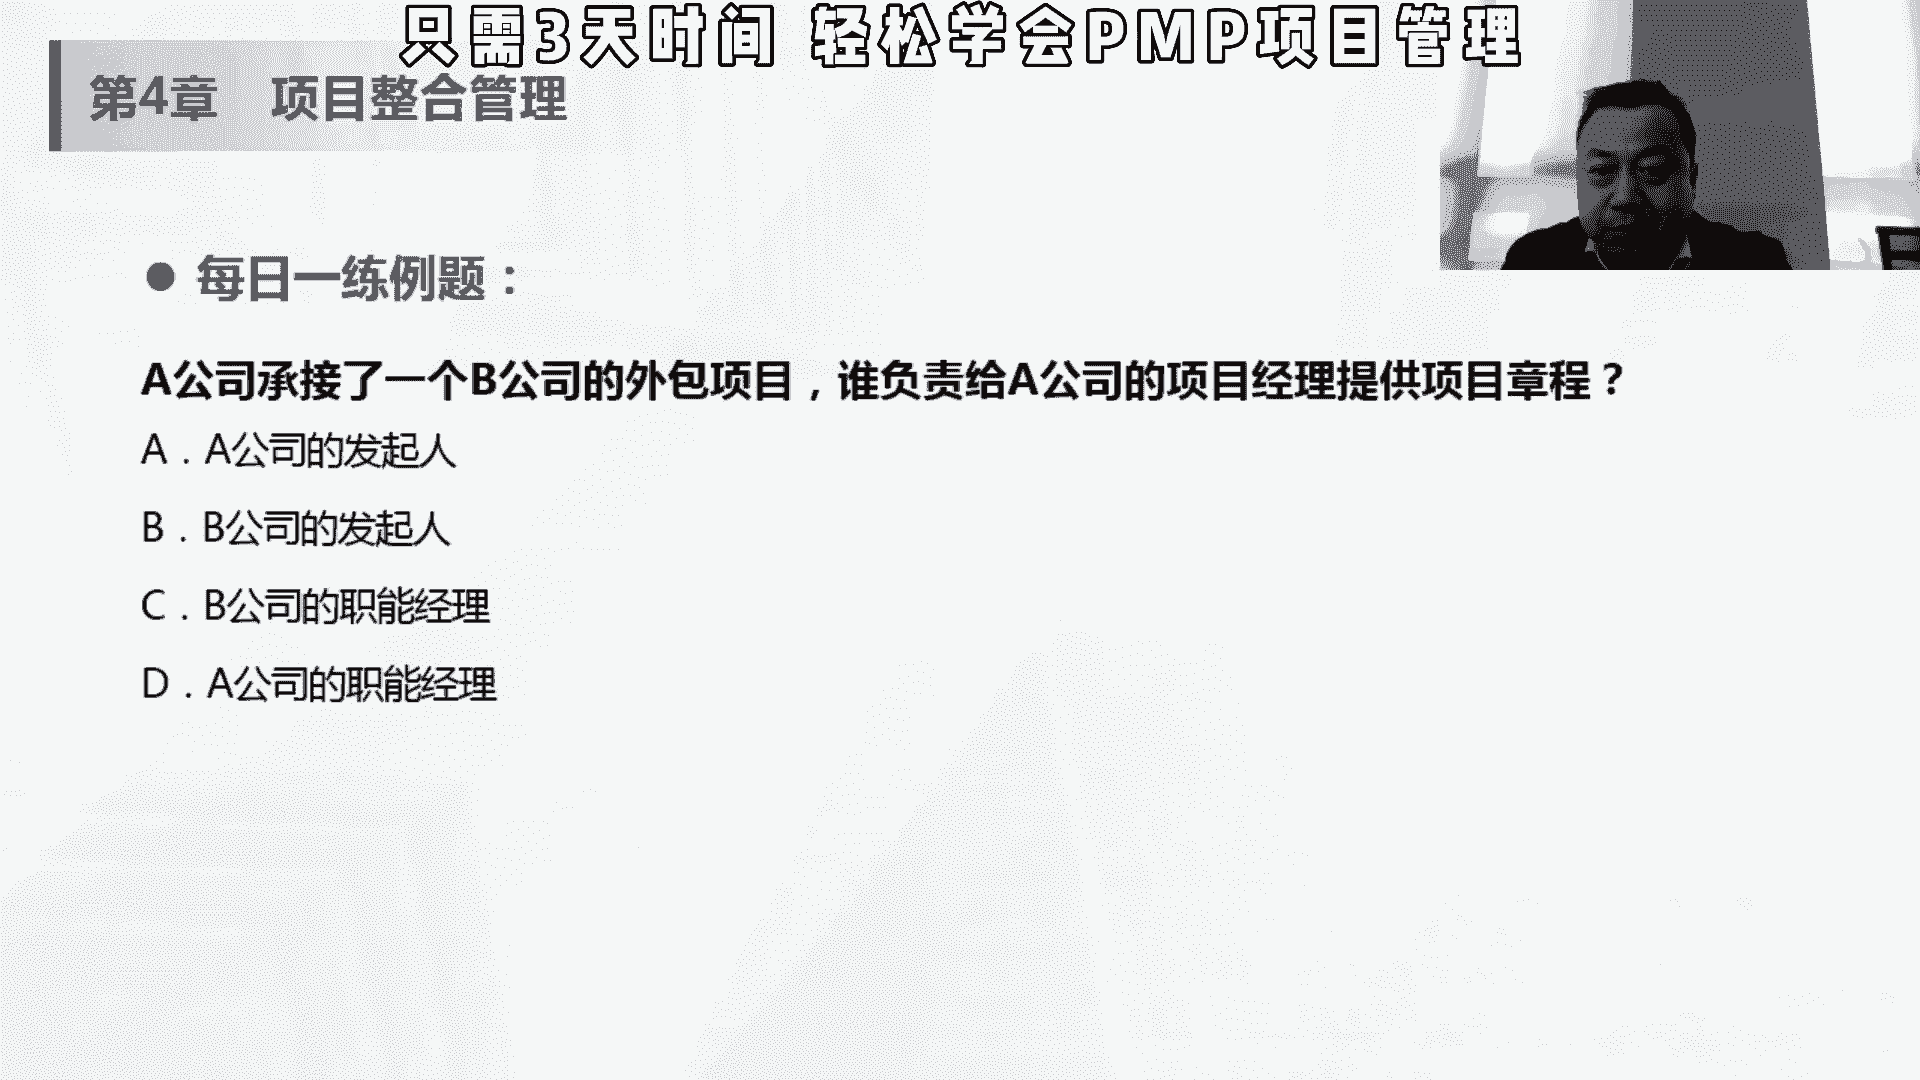 只需3天时间 轻松学会PMP项目管理
第4章 项目整合管理
● 每日一练例题：
A公司承接了一个B公司的外包项目，谁负责给A公司的项目经理提供项目章程？
A．A公司的发起人
B．B公司的发起人
C．B公司的职能经理
D．A公司的职能经理